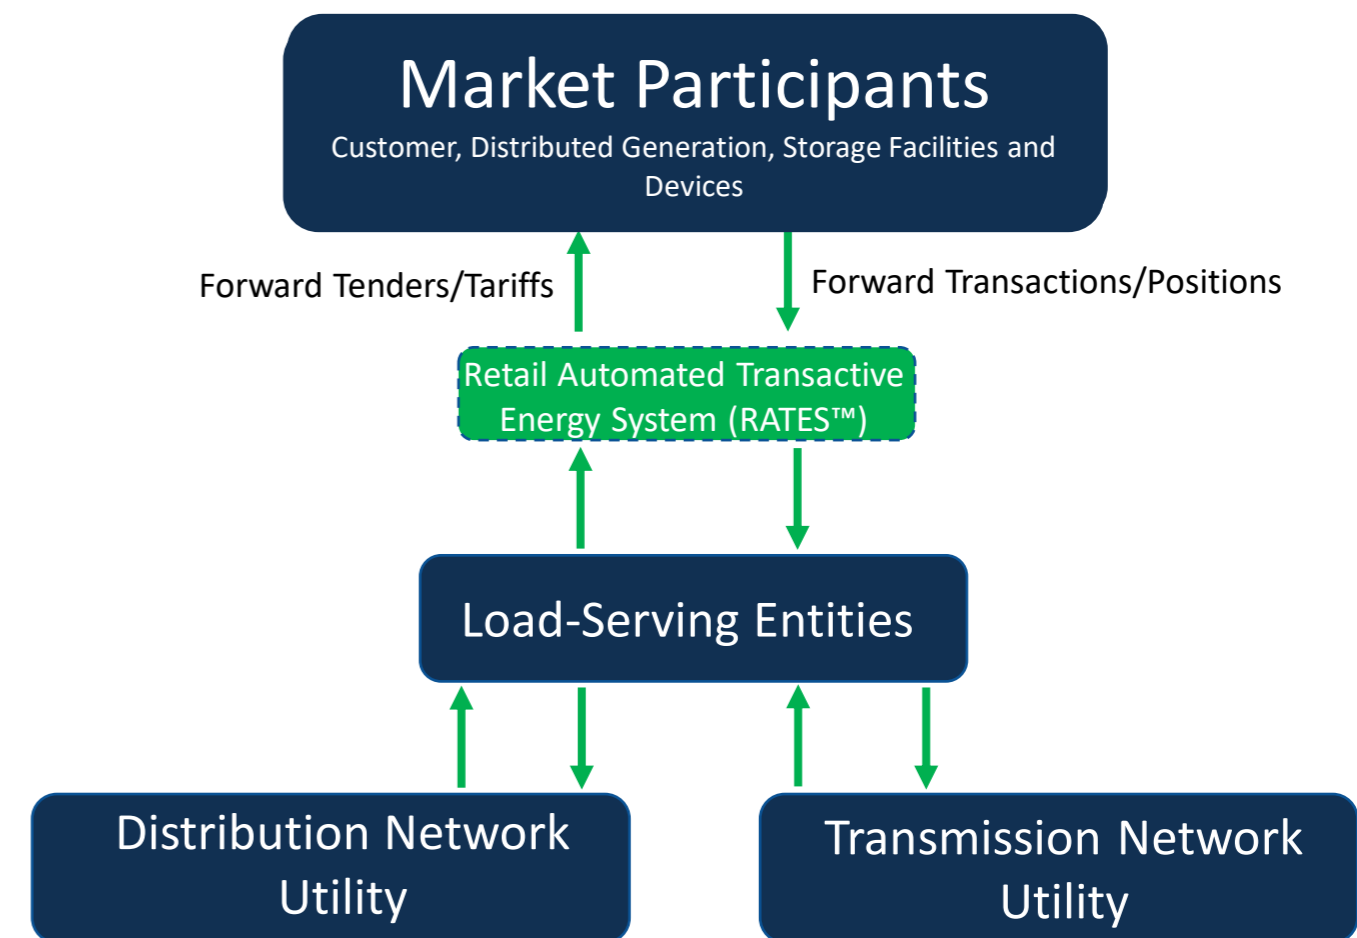 Market Participants
Customer, Distributed Generation, Storage Facilities and
Devices
Forward Tenders/Tariffs
Forward Transactions/Positions
Retail Automated Transactive
Energy System (RATES™)
Load-Serving Entities
Distribution Network
Utility
Transmission Network
Utility